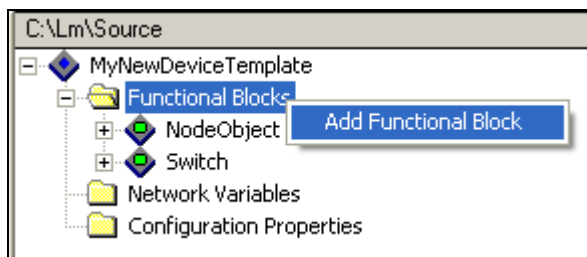 C:\Lm\Source
MyNewDeviceTemplate
Functional Blocks
Add Functional Block
NodeObject
Switch
Network Variables
Configuration Properties